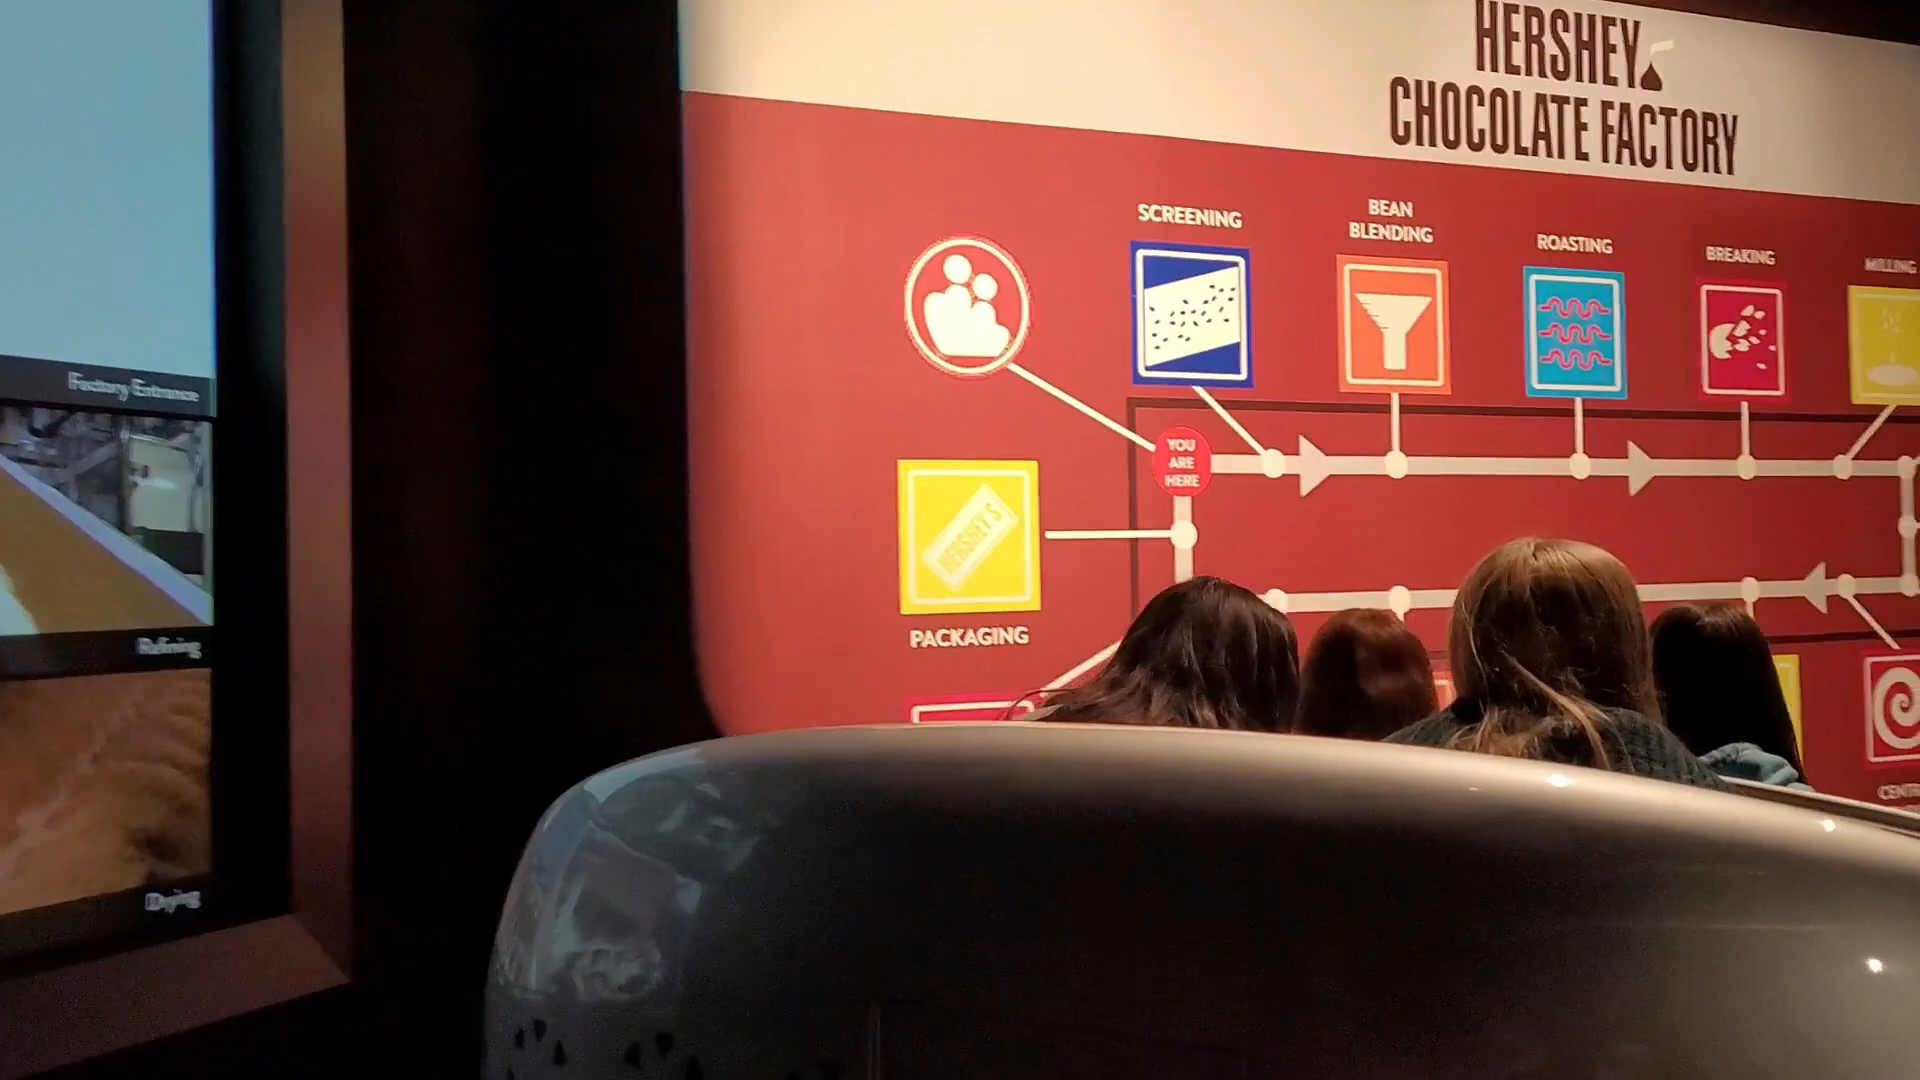 HERSHEY
CHOCOLATE FACTORY
SCREENING
BEAN
BLENDING
ROASTING
BREAKING
MILLING
YOU
ARE
HERE
HERSHEY'S
PACKAGING
Factory Entrance
Refining
Drying